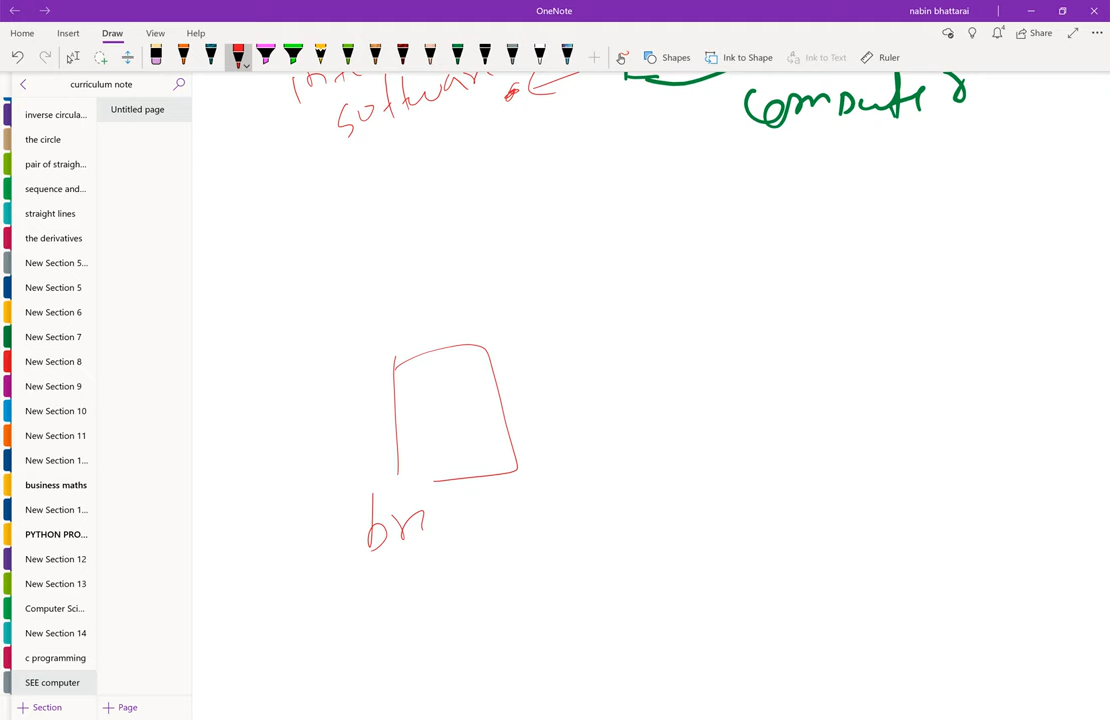 OneNote
nabin bhattarai
Home Insert Draw View Help
Share
Shapes
Ink to Shape
Ink to Text
Ruler
curriculum note
inverse circula...
the circle
pair of straigh...
sequence and...
straight lines
the derivatives
New Section 5...
New Section 5
New Section 6
New Section 7
New Section 8
New Section 9
New Section 10
New Section 11
New Section 1...
business maths
New Section 1...
PYTHON PRO...
New Section 12
New Section 13
Computer Sci...
New Section 14
c programming
SEE computer
Section
Untitled page
Page
software
computer
br